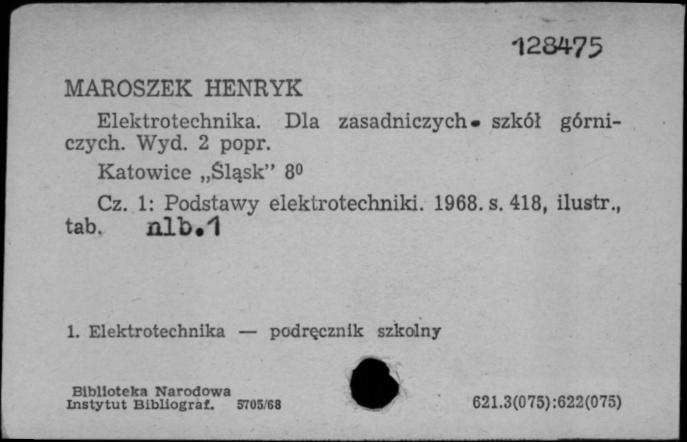 128475
MAROSZEK HENRYK
Elektrotechnika. Dla zasadniczych szkół górni-
czych. Wyd. 2 popr.
Katowice „Śląsk” 8⁰
Cz. 1: Podstawy elektrotechniki. 1968. s. 418, ilustr.,
tab. nlb.1
1. Elektrotechnika — podręcznik szkolny
Biblioteka Narodowa
Instytut Bibliograf. 5705/68
621.3(075):622(075)